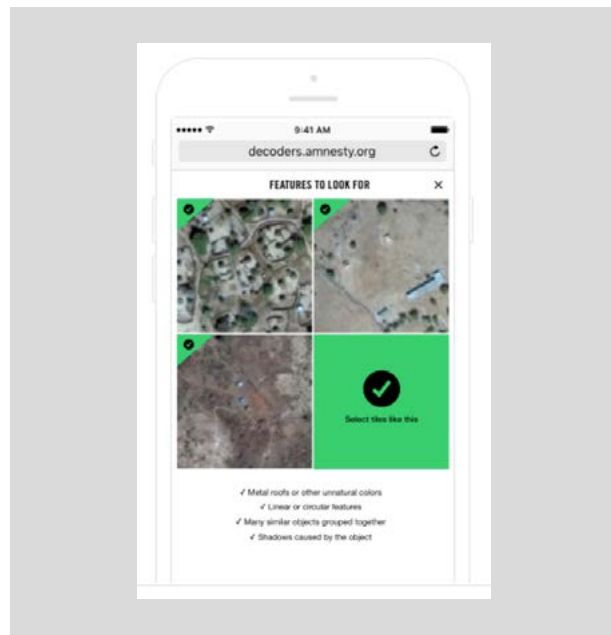 9:41 AM
decoders.amnesty.org
FEATURES TO LOOK FOR
Select tiles like this
✓ Metal roofs or other unnatural colors
✓ Linear or circular features
✓ Many similar objects grouped together
✓ Shadows caused by the object